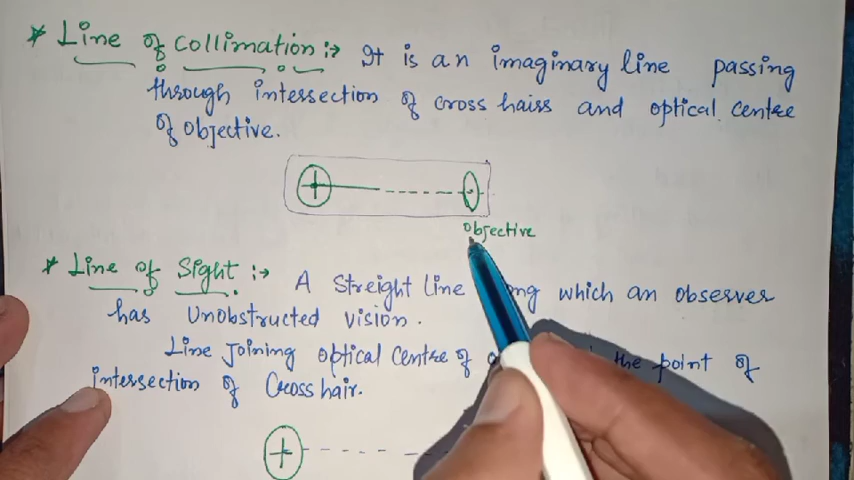 * Line of collimation :→ It is an imaginary line passing
through intersection of cross hairs and optical centre
of objective.
objective
* Line of Sight :→ A Streight line which an observer
has Unobstructed vision.
Line Joining optical centre of the point of
intersection of Cross hair.